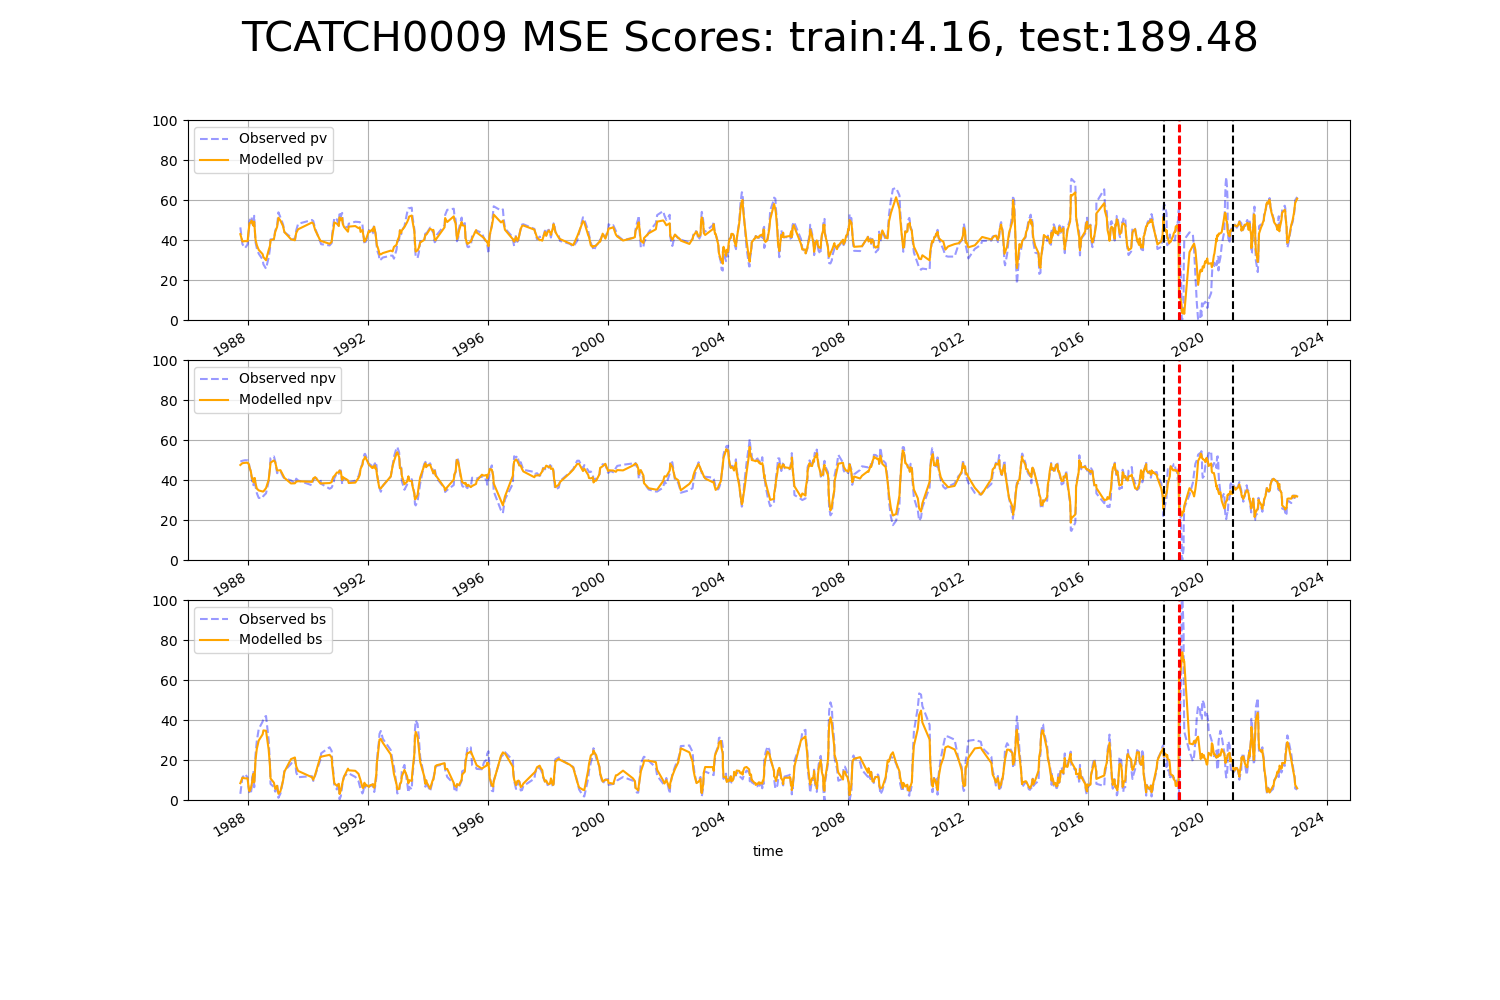 TCATCH0009 MSE Scores: train:4.16, test:189.48
100
80
60
40
20
0
Observed pv
Modelled pv
1988 1992 1996 2000 2004 2008 2012 2016 2020 2024
100
80
60
40
20
0
Observed npv
Modelled npv
1988 1992 1996 2000 2004 2008 2012 2016 2020 2024
100
80
60
40
20
0
Observed bs
Modelled bs
1988 1992 1996 2000 2004 2008 2012 2016 2020 2024
time